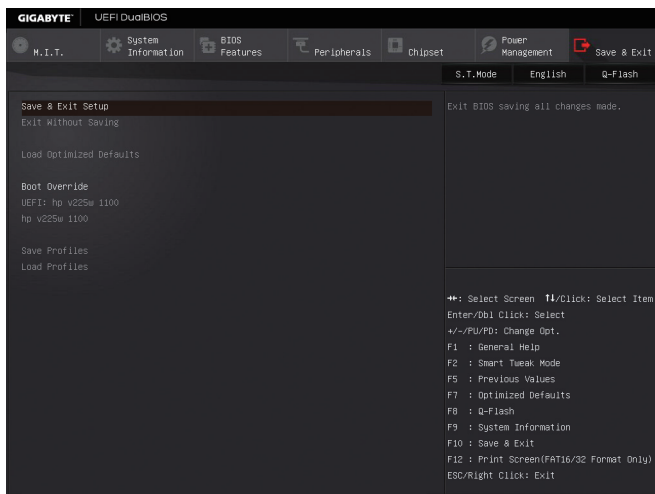 GIGABYTE™ UEFI DualBIOS
M.I.T.
System Information
BIOS Features
Peripherals
Chipset
Power Management
Save & Exit
S.T.Mode English Q-Flash
Save & Exit Setup
Exit Without Saving
Load Optimized Defaults
Boot Override
UEFI: hp v225w 1100
hp v225w 1100
Save Profiles
Load Profiles
Exit BIOS saving all changes made.
→←: Select Screen ↑↓/Click: Select Item
Enter/Dbl Click: Select
+/-/PU/PD: Change Opt.
F1 : General Help
F2 : Smart Tweak Mode
F5 : Previous Values
F7 : Optimized Defaults
F8 : Q-Flash
F9 : System Information
F10 : Save & Exit
F12 : Print Screen(FAT16/32 Format Only)
ESC/Right Click: Exit